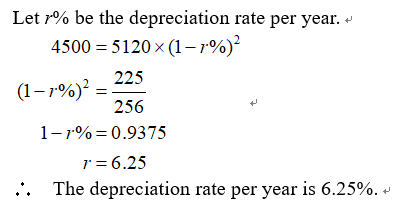 Let r% be the depreciation rate per year.
4500 = 5120 × (1 − r%)²
(1 − r%)² = 225/256
1 − r% = 0.9375
r = 6.25
∴ The depreciation rate per year is 6.25%.